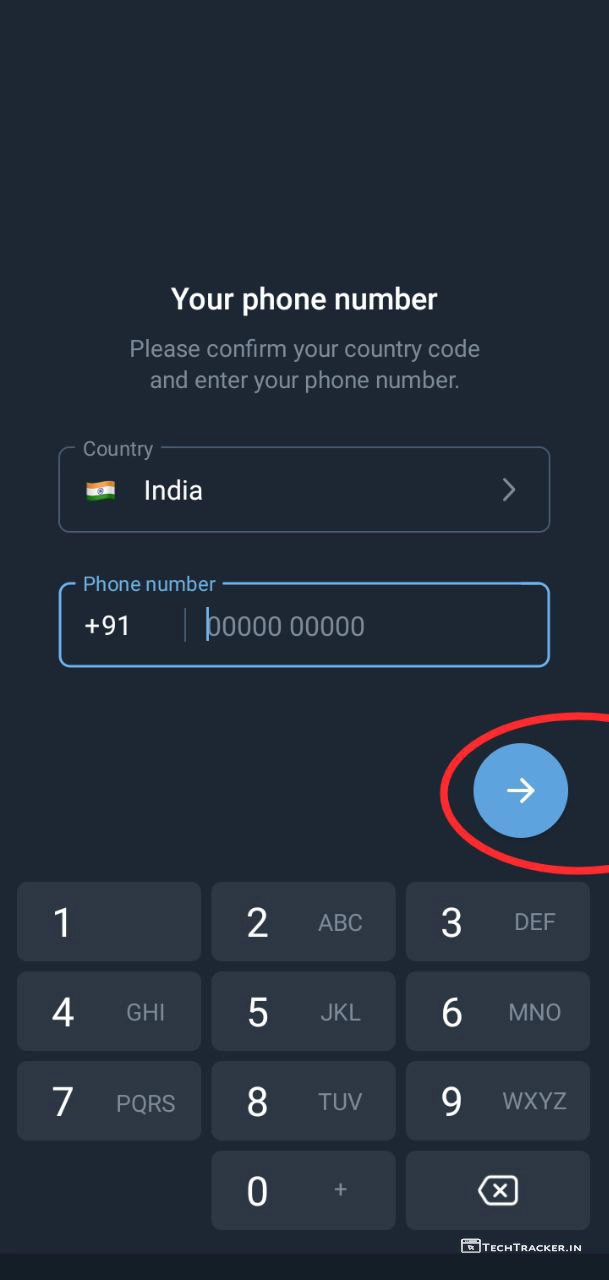 Your phone number
Please confirm your country code
and enter your phone number.
Country
India
Phone number
+91 00000 00000
1 2 ABC 3 DEF
4 GHI 5 JKL 6 MNO
7 PQRS 8 TUV 9 WXYZ
0 +
TECHTRACKER.IN